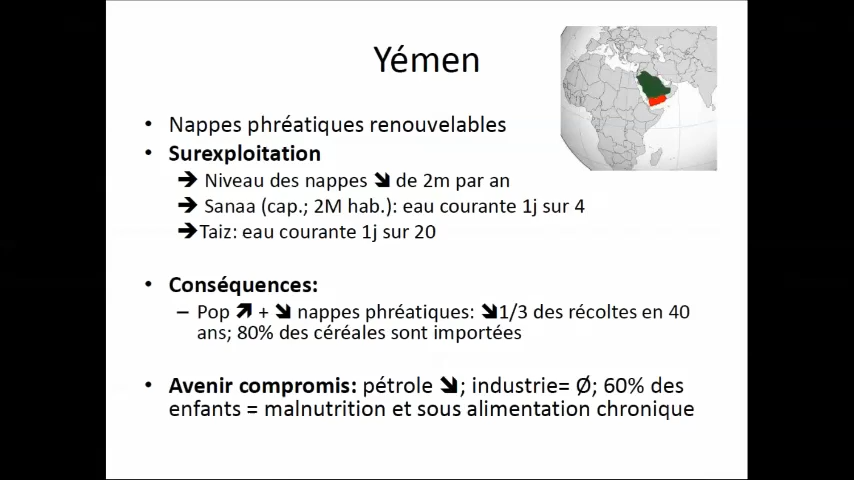 Yémen
• Nappes phréatiques renouvelables
• Surexploitation
➔ Niveau des nappes ➘ de 2m par an
➔ Sanaa (cap.; 2M hab.): eau courante 1j sur 4
➔Taiz: eau courante 1j sur 20
• Conséquences:
– Pop ➚ + ➘ nappes phréatiques: ➘1/3 des récoltes en 40
ans; 80% des céréales sont importées
• Avenir compromis: pétrole ➘; industrie= Ø; 60% des
enfants = malnutrition et sous alimentation chronique